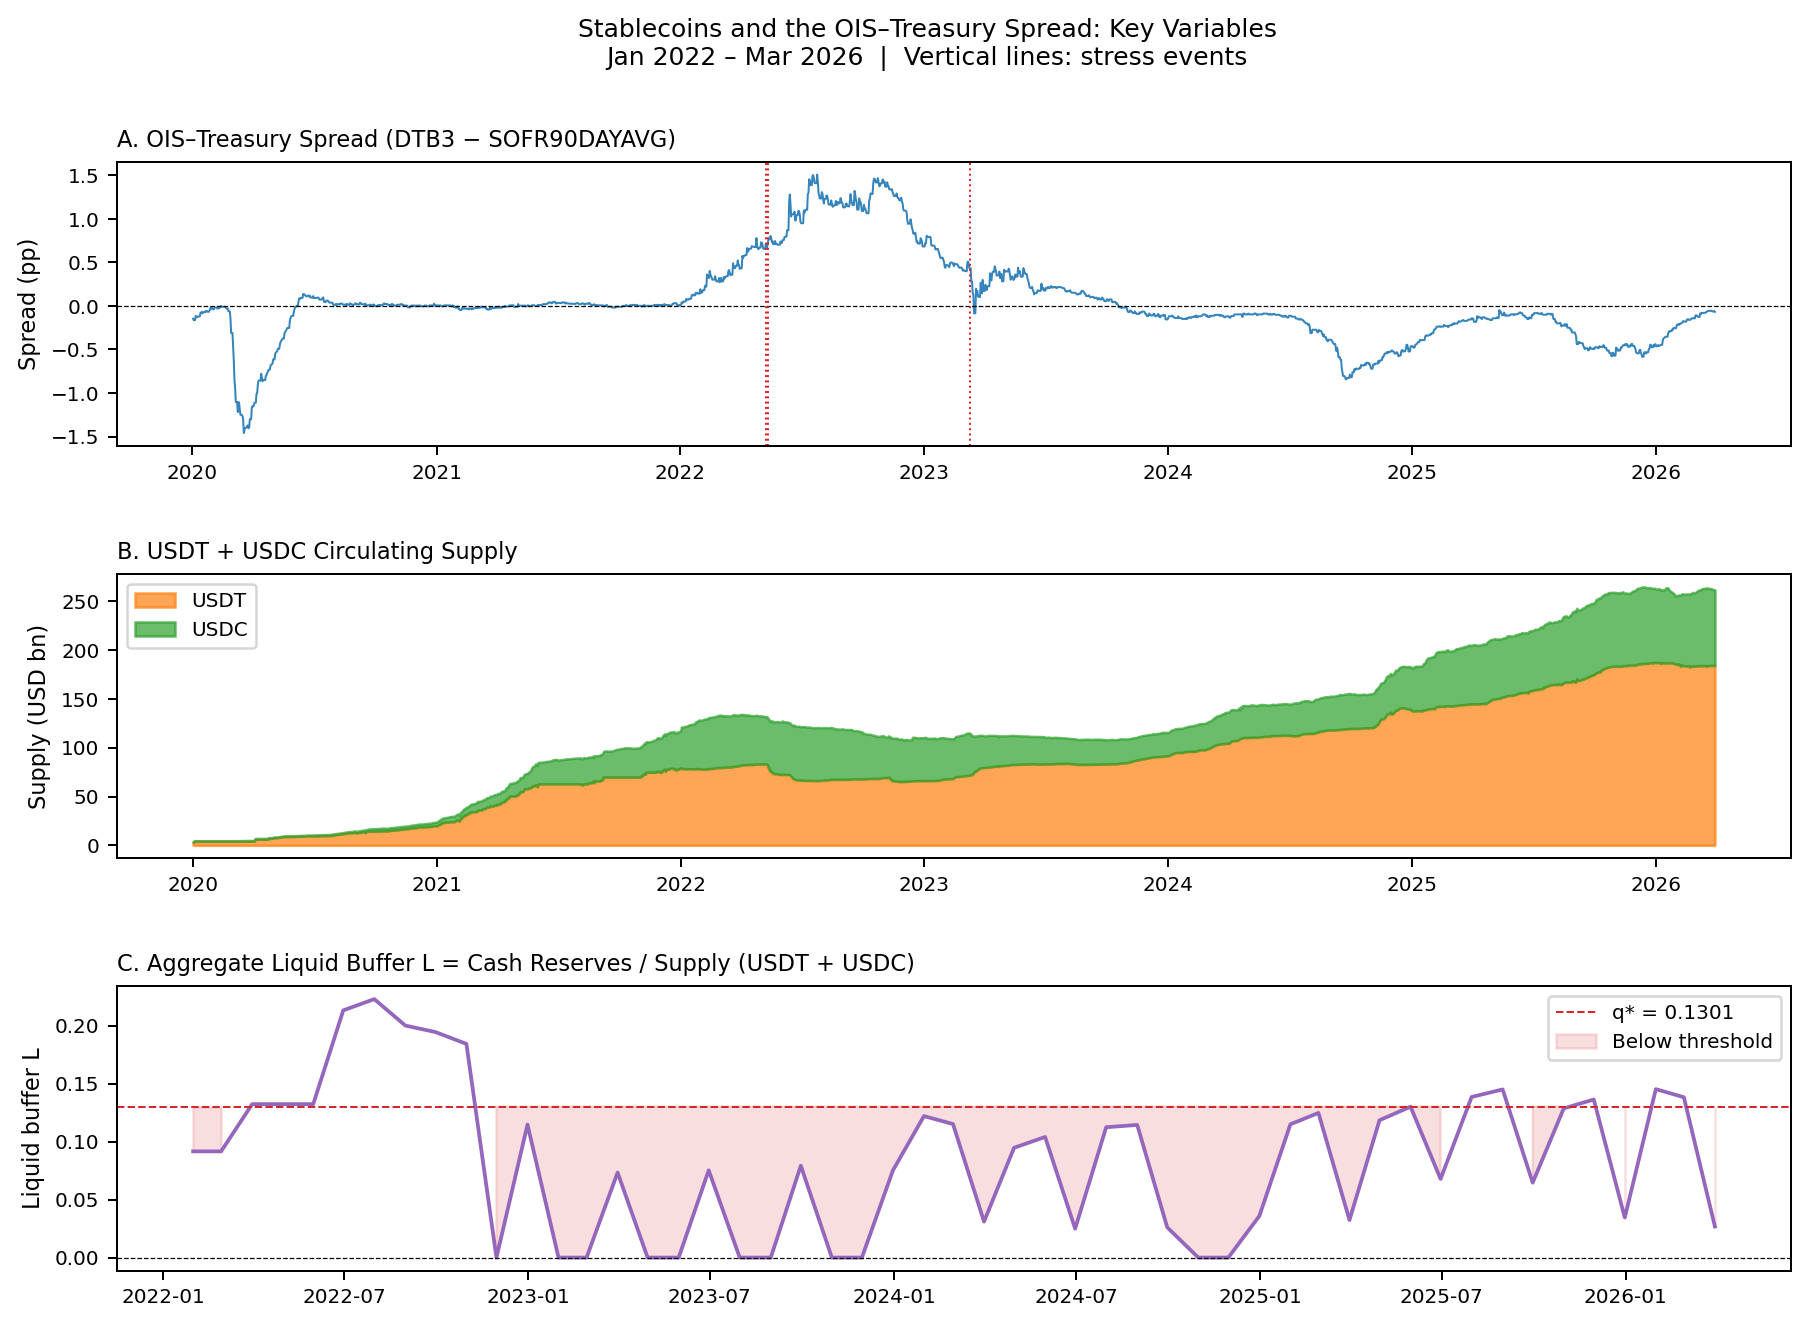 Stablecoins and the OIS–Treasury Spread: Key Variables
Jan 2022 – Mar 2026  |  Vertical lines: stress events
A. OIS–Treasury Spread (DTB3 − SOFR90DAYAVG)
Spread (pp)
1.5
1.0
0.5
0.0
−0.5
−1.0
−1.5
2020 2021 2022 2023 2024 2025 2026
B. USDT + USDC Circulating Supply
Supply (USD bn)
250
200
150
100
50
0
USDT
USDC
2020 2021 2022 2023 2024 2025 2026
C. Aggregate Liquid Buffer L = Cash Reserves / Supply (USDT + USDC)
Liquid buffer L
0.20
0.15
0.10
0.05
0.00
q* = 0.1301
Below threshold
2022-01 2022-07 2023-01 2023-07 2024-01 2024-07 2025-01 2025-07 2026-01